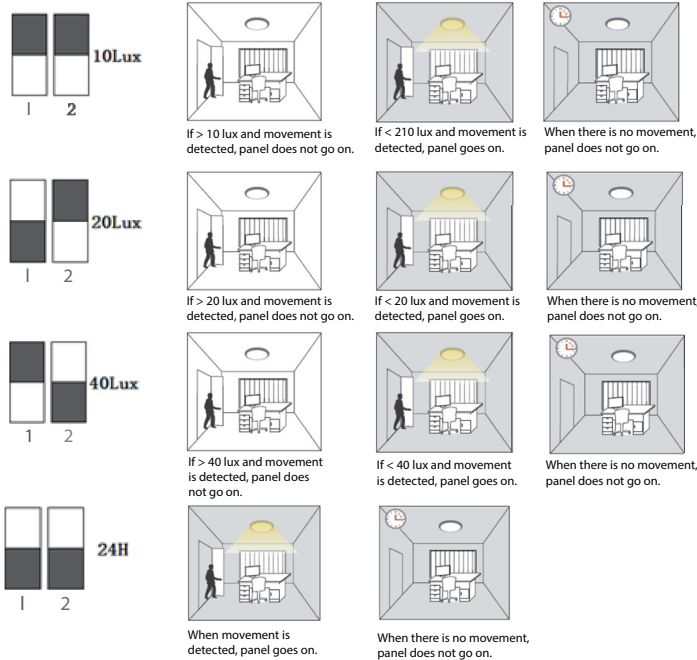 10Lux
1 2
If > 10 lux and movement is
detected, panel does not go on.
If < 210 lux and movement is
detected, panel goes on.
When there is no movement,
panel does not go on.
20Lux
1 2
If > 20 lux and movement is
detected, panel does not go on.
If < 20 lux and movement is
detected, panel goes on.
When there is no movement
panel does not go on.
40Lux
1 2
If > 40 lux and movement
is detected, panel does
not go on.
If < 40 lux and movement
is detected, panel goes on.
When there is no movement,
panel does not go on.
24H
1 2
When movement is
detected, panel goes on.
When there is no movement,
panel does not go on.